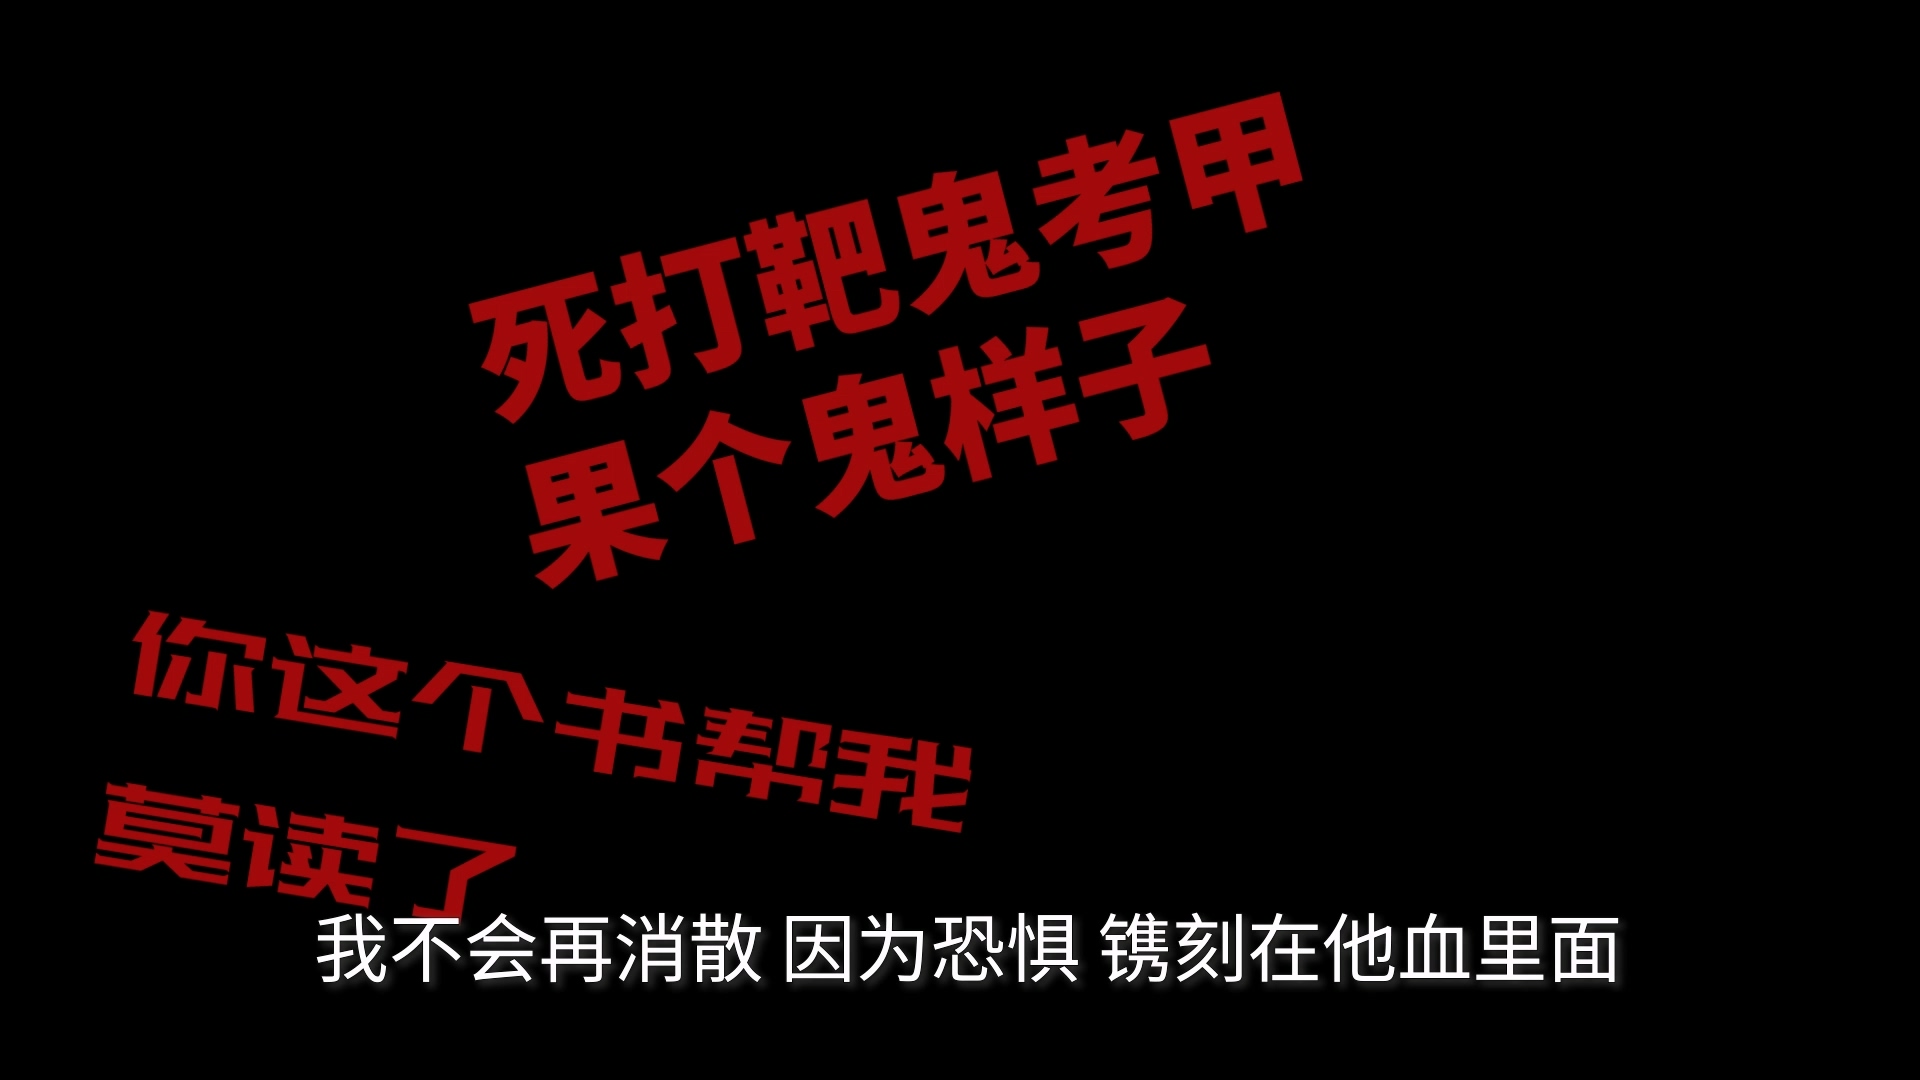 死打靶鬼考甲
果个鬼样子
你这个书帮我
莫读了
我不会再消散 因为恐惧 镌刻在他血里面